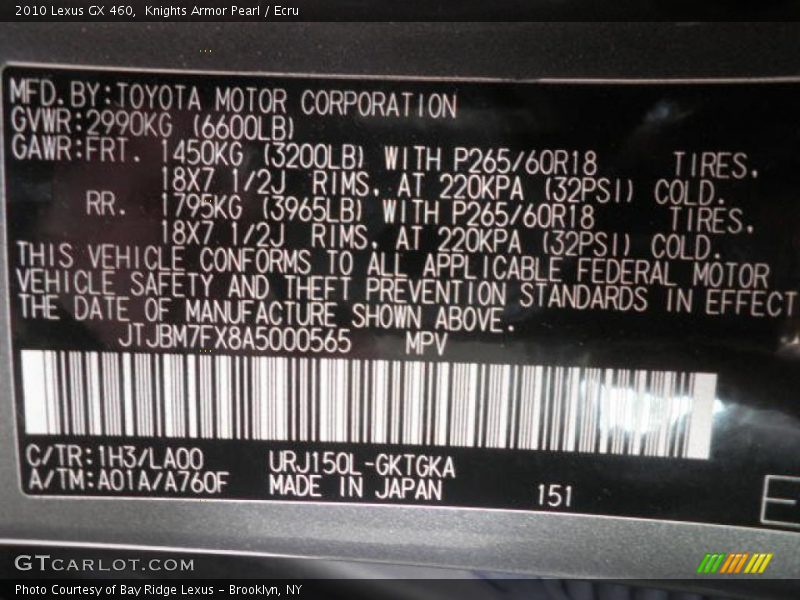 2010 Lexus GX 460, Knights Armor Pearl / Ecru
MFD.BY:TOYOTA MOTOR CORPORATION
GVWR:2990KG (6600LB)
GAWR:FRT. 1450KG (3200LB) WITH P265/60R18 TIRES.
18X7 1/2J RIMS. AT 220KPA (32PSI) COLD.
RR. 1795KG (3965LB) WITH P265/60R18 TIRES.
18X7 1/2J RIMS. AT 220KPA (32PSI) COLD.
THIS VEHICLE CONFORMS TO ALL APPLICABLE FEDERAL MOTOR
VEHICLE SAFETY AND THEFT PREVENTION STANDARDS IN EFFECT
THE DATE OF MANUFACTURE SHOWN ABOVE.
JTJBM7FX8A5000565 MPV
C/TR:1H3/LA00 URJ150L-GKTGKA
A/TM:A01A/A760F MADE IN JAPAN 151
E
GTCARLOT.COM
Photo Courtesy of Bay Ridge Lexus - Brooklyn, NY